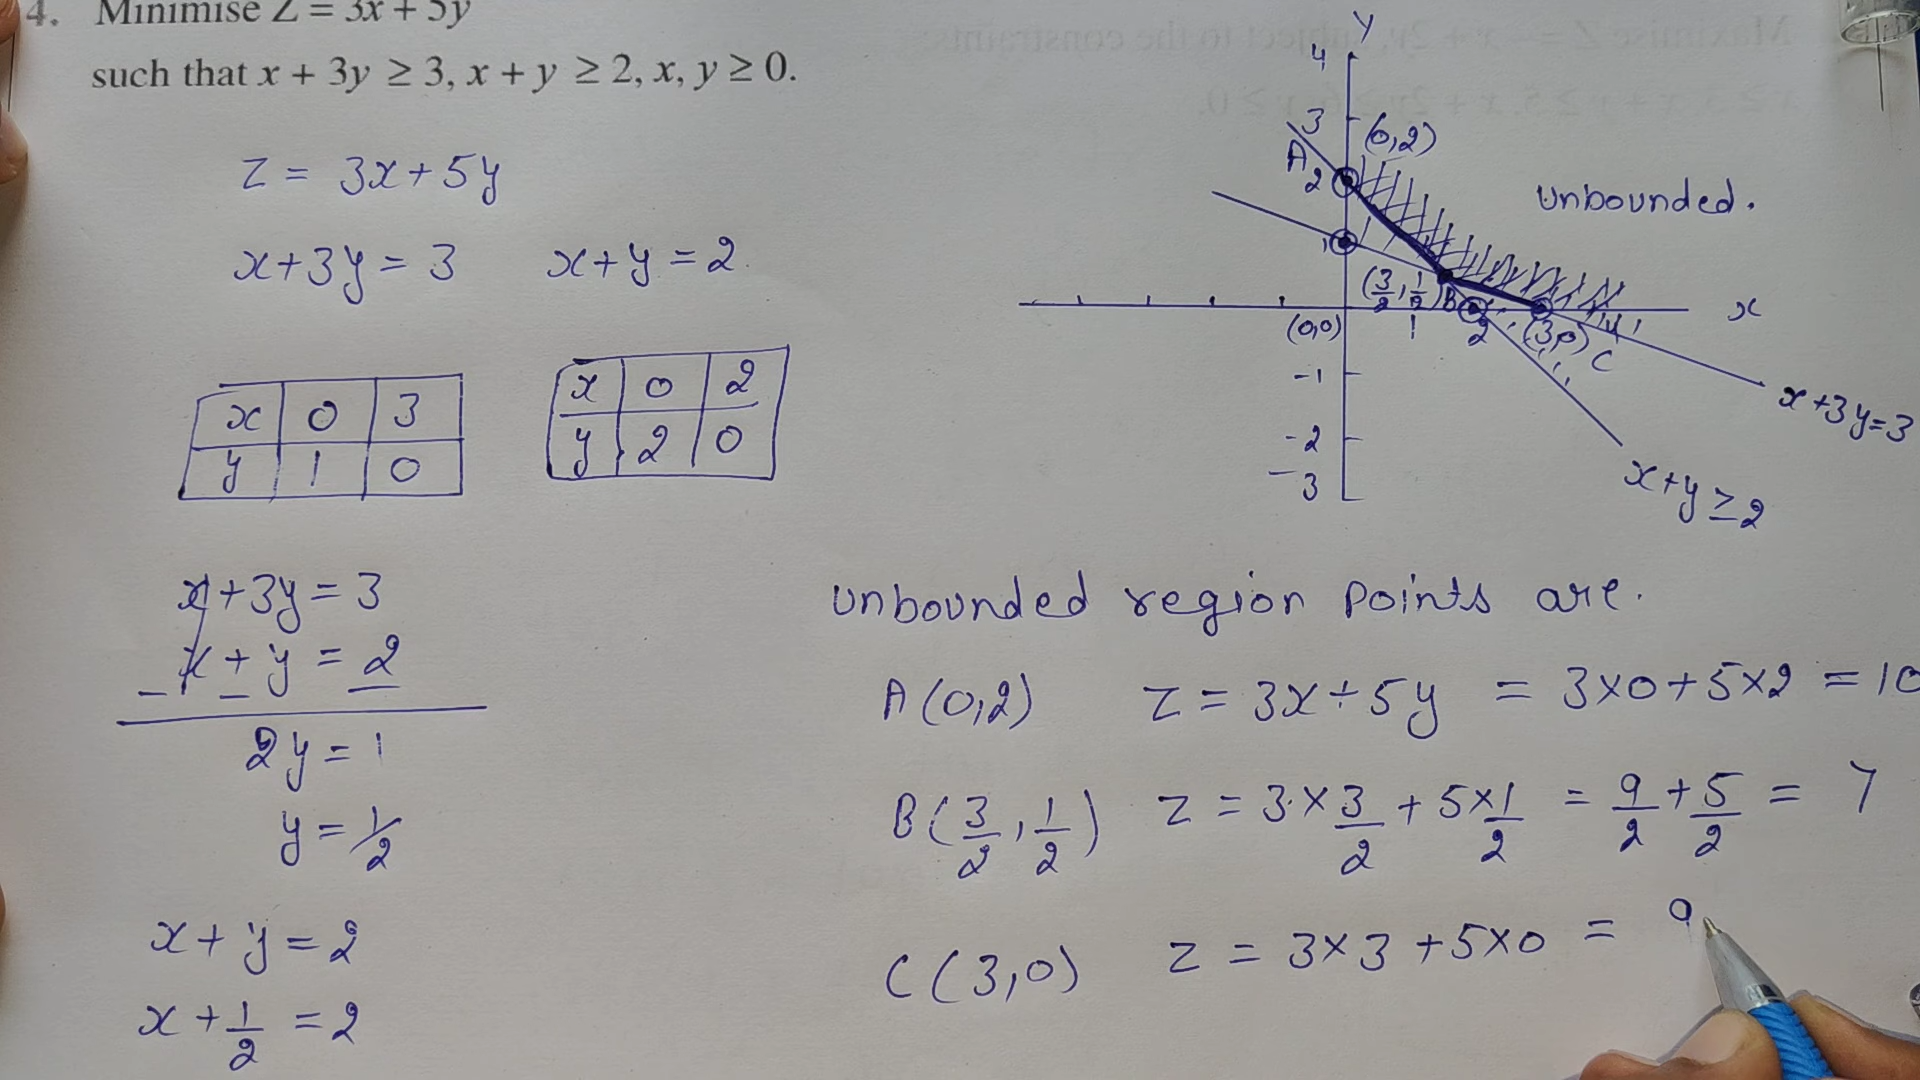 4. Minimise Z = 3x + 5y
such that x + 3y ≥ 3, x + y ≥ 2, x, y ≥ 0.
Z = 3x+5y
x+3y = 3
x+y = 2
x 0 3
y 1 0
x 0 2
y 2 0
x+3y = 3
x + y = 2
- - -
2y = 1
y = 1/2
x + y = 2
x + 1/2 = 2
y
4
3
A
2
(0,2)
1
unbounded.
(3/2, 1/2) B
(0,0)
1
2
(3,0)
C
4
x
-1
-2
-3
x+3y=3
x+y ≥ 2
unbounded region points are.
A (0,2) Z = 3x+5y = 3×0+5×2 = 10
B (3/2, 1/2) Z = 3×3/2 + 5×1/2 = 9/2 + 5/2 = 7
C (3,0) Z = 3×3 + 5×0 = 9